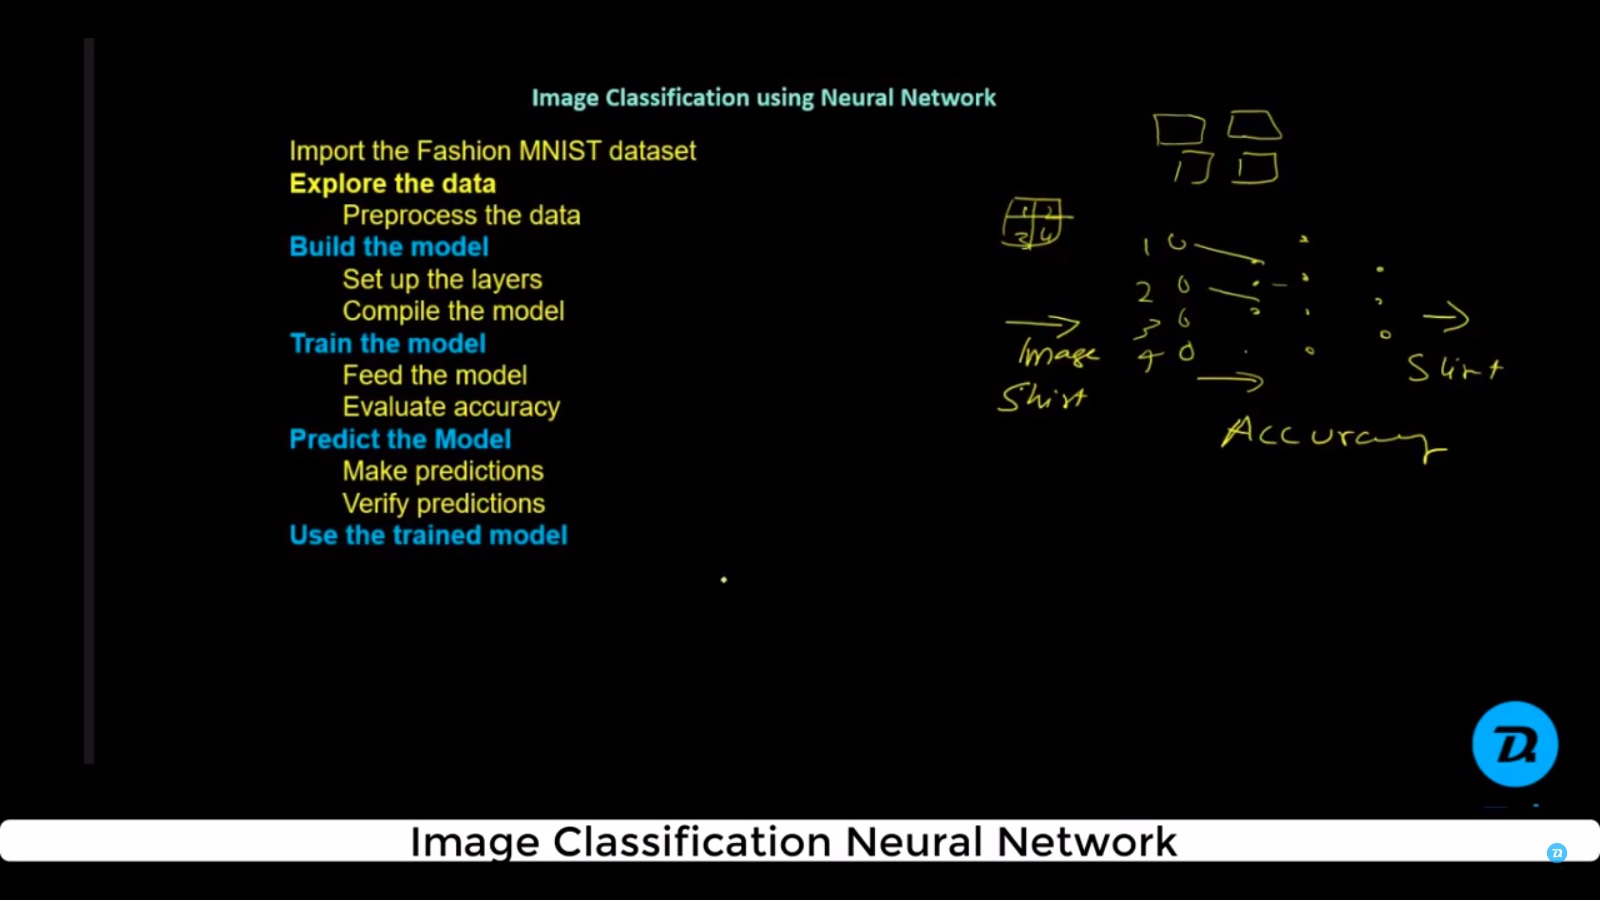 Image Classification using Neural Network
Import the Fashion MNIST dataset
Explore the data
Preprocess the data
Build the model
Set up the layers
Compile the model
Train the model
Feed the model
Evaluate accuracy
Predict the Model
Make predictions
Verify predictions
Use the trained model
1 2
3 4
1 0
2 0
3 0
4 0
Image
Shirt
Shirt
Accuracy
Image Classification Neural Network